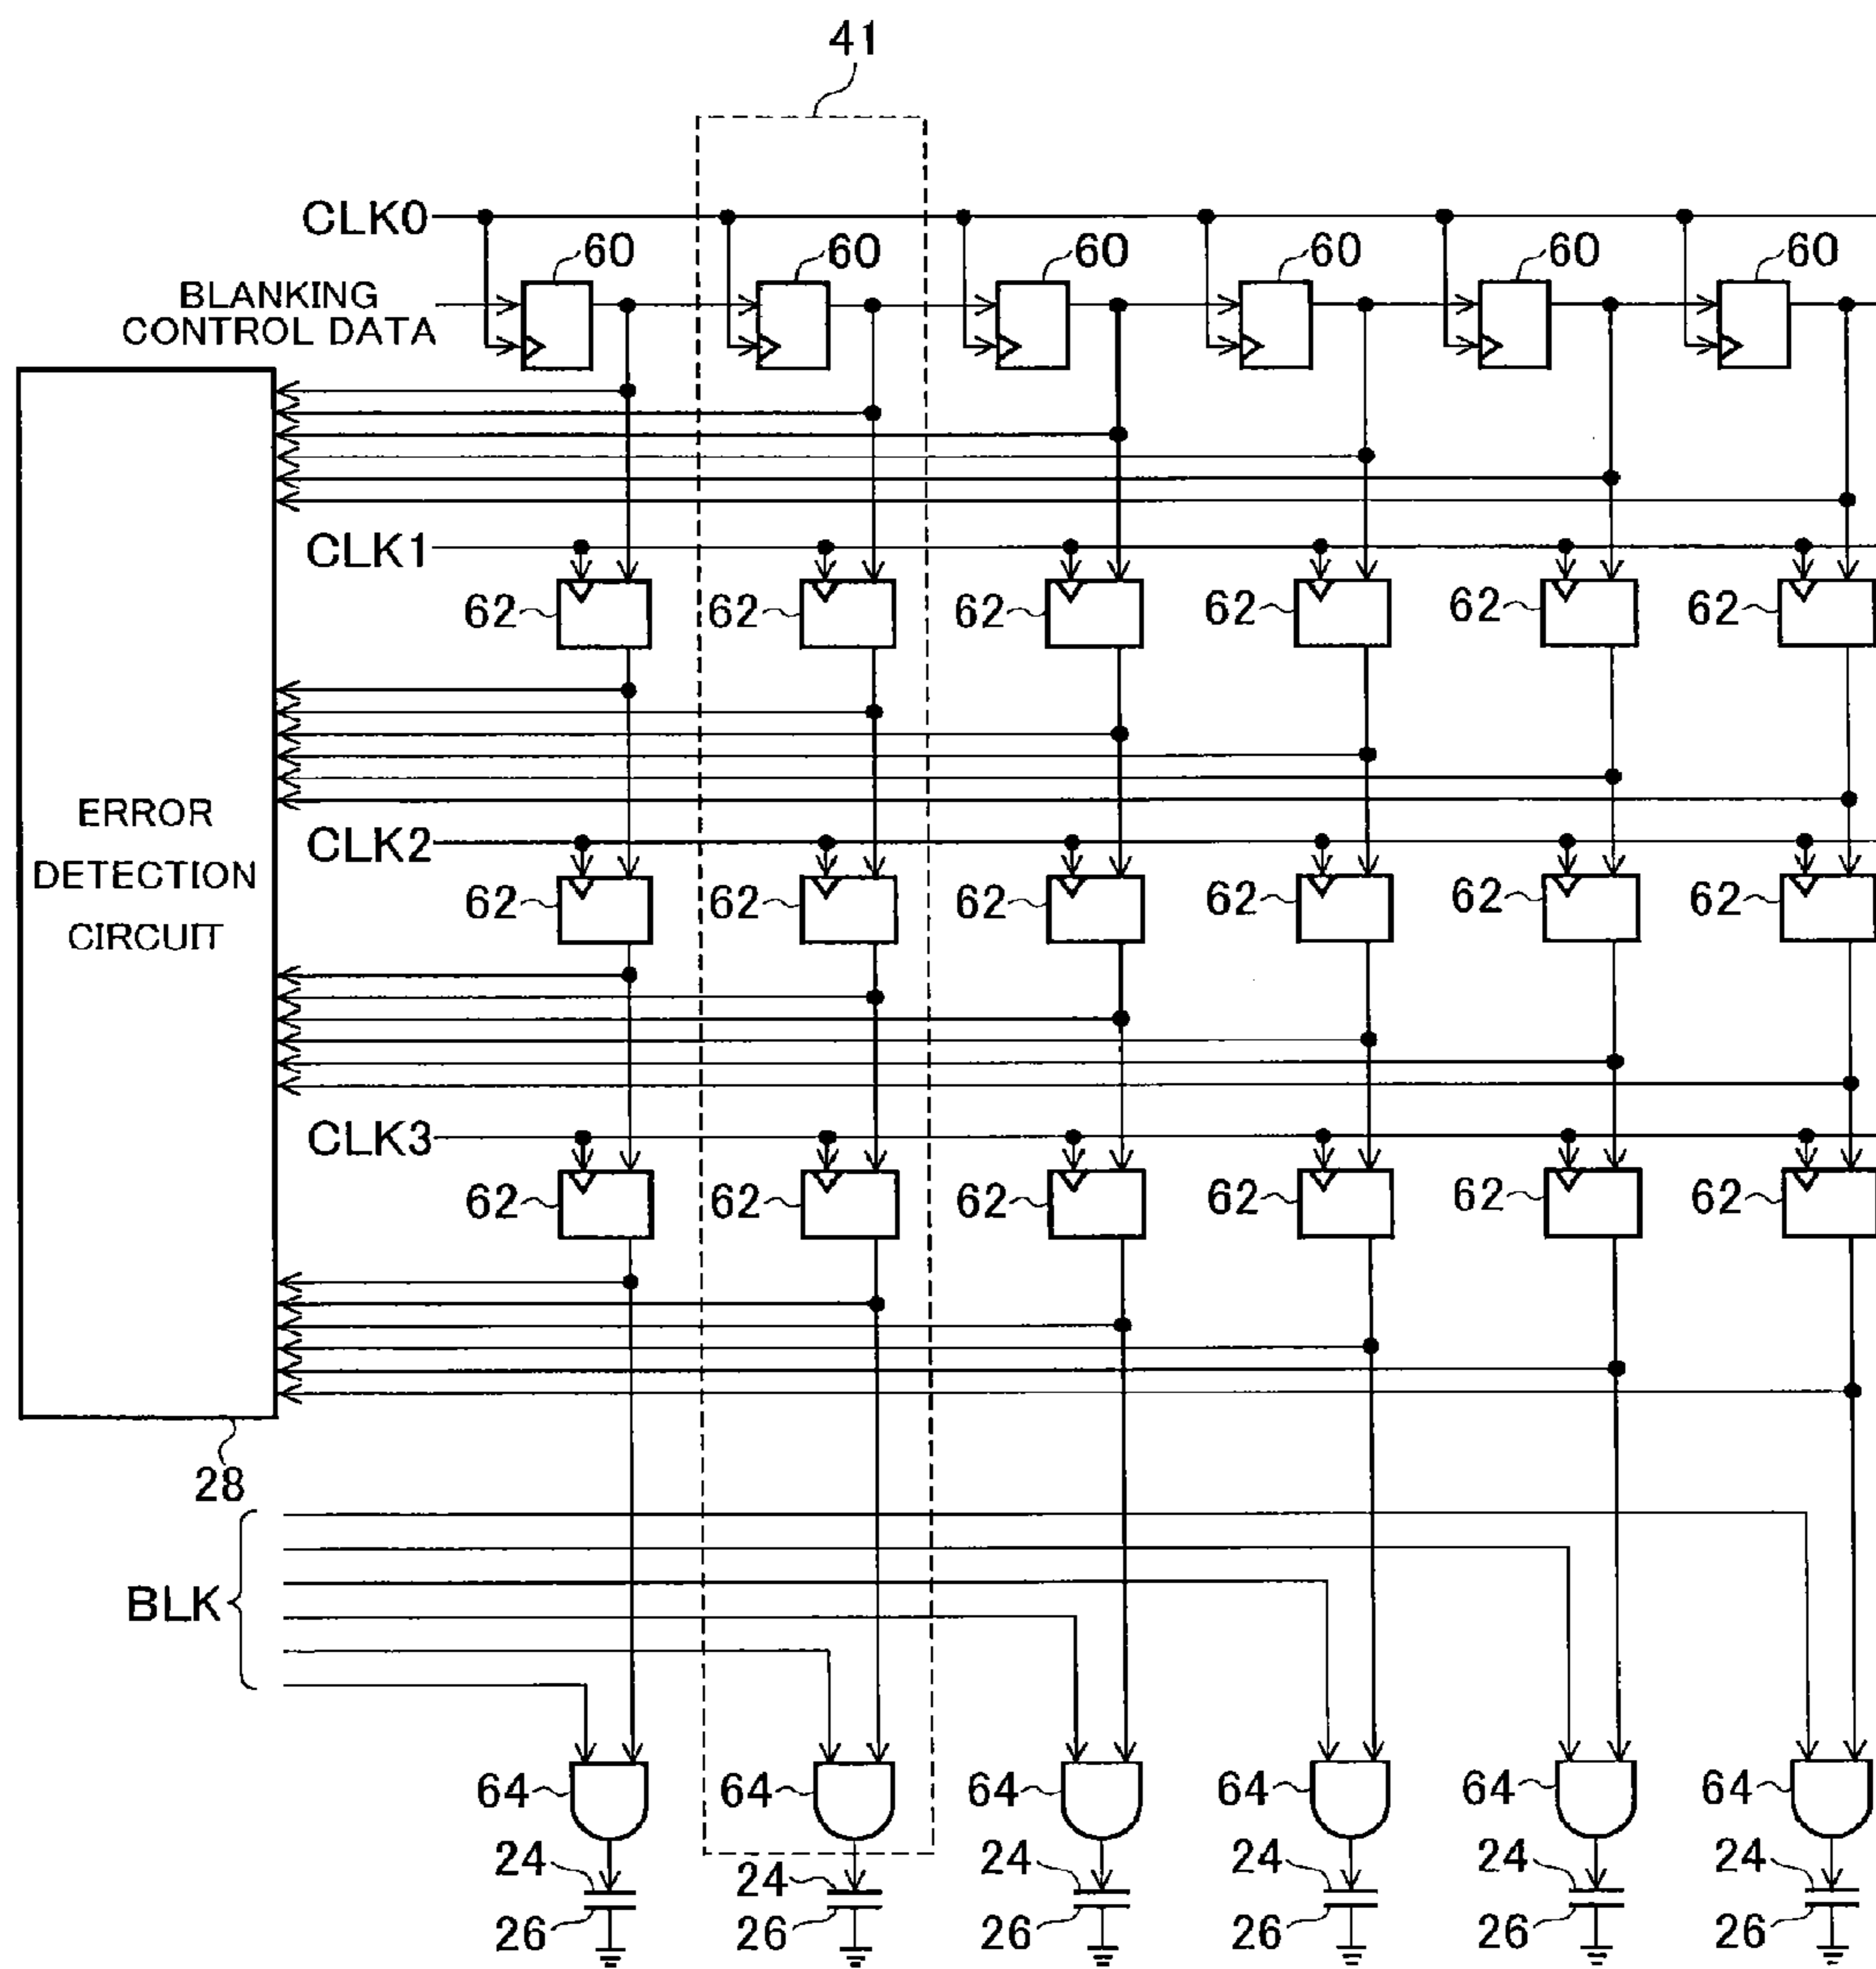 41
CLK0
60 60 60 60 60 60
BLANKING
CONTROL DATA
CLK1
62 62 62 62 62 62
ERROR
DETECTION
CIRCUIT
CLK2
62 62 62 62 62 62
CLK3
62 62 62 62 62 62
28
BLK
64 64 64 64 64 64
24 24 24 24 24 24
26 26 26 26 26 26